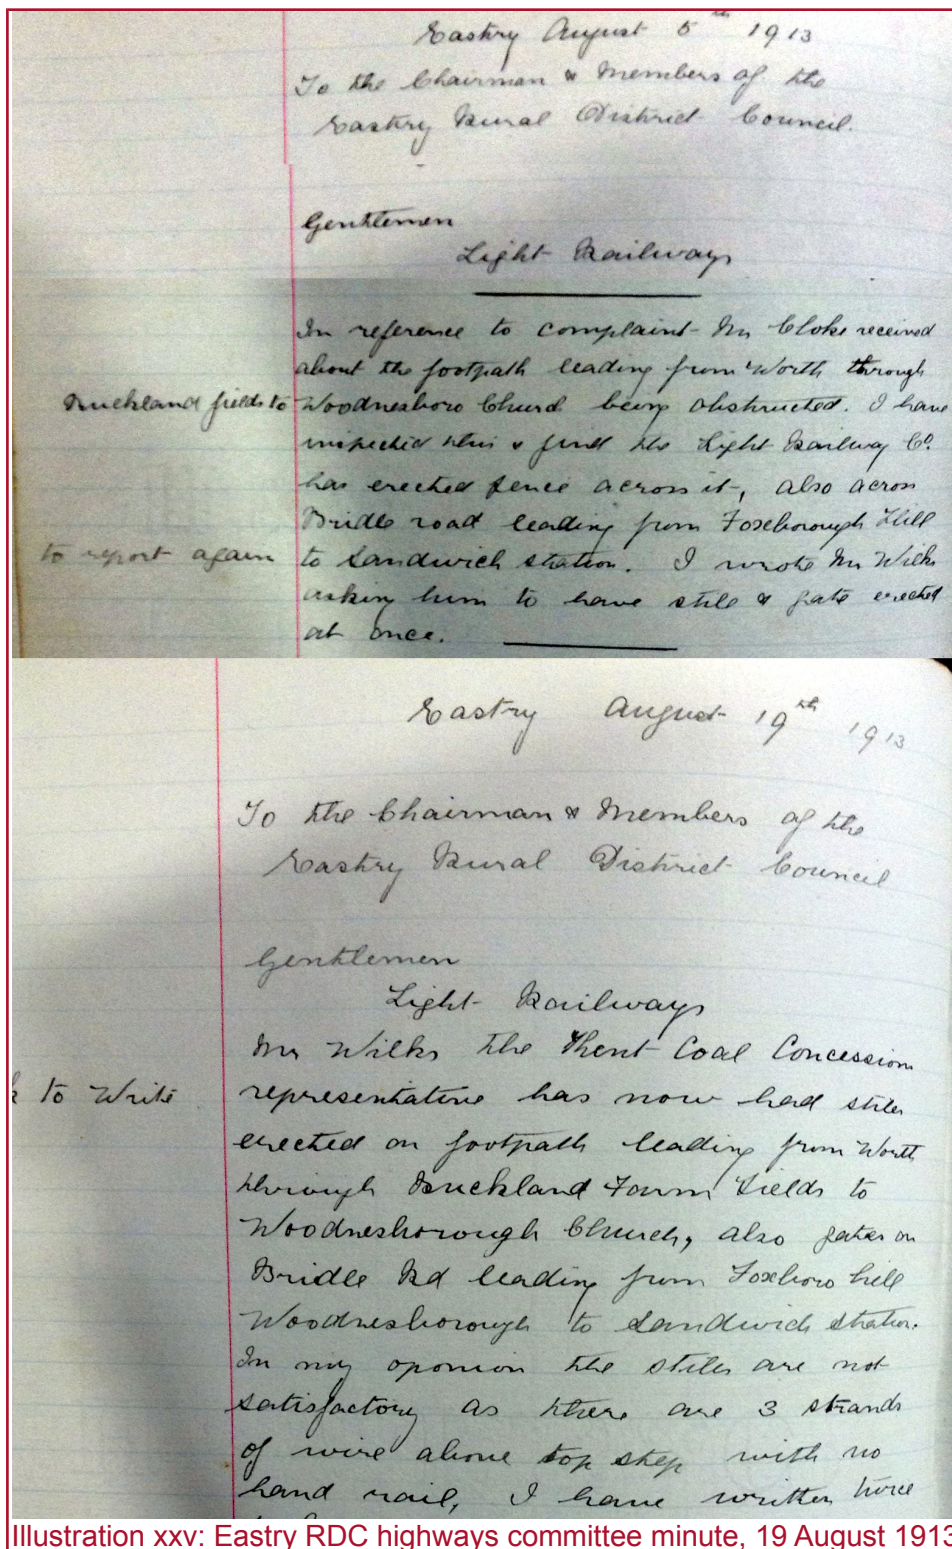 Eastry August 5th 1913
To the Chairman & Members of the
Eastry Rural District Council.
Gentlemen
Light Railways
In reference to complaint Mr Cloke received
about the footpath leading from Worth through
Buckland fields to Woodnesboro Church being obstructed. I have
inspected this & find the Light Railway Co.
has erected fence across it, also across
Bridle road leading from Foxborough Hill
to report again
to Sandwich station. I wrote Mr Wilks
asking him to have stile & gate erected
at once.
Eastry August 19th 1913
To the Chairman & Members of the
Eastry Rural District Council
Gentlemen
Light Railways
Mr Wilks the Kent Coal Concession
to Write
representative has now had stiles
erected on footpath leading from Worth
through Buckland Farm Fields to
Woodnesborough Church, also gates on
Bridle Rd leading from Foxboro hill
Woodnesborough to Sandwich station.
In my oponion the stiles are not
satisfactory as there are 3 strands
of wire above top step with no
hand rail, I have written twice
Illustration xxv: Eastry RDC highways committee minute, 19 August 1913